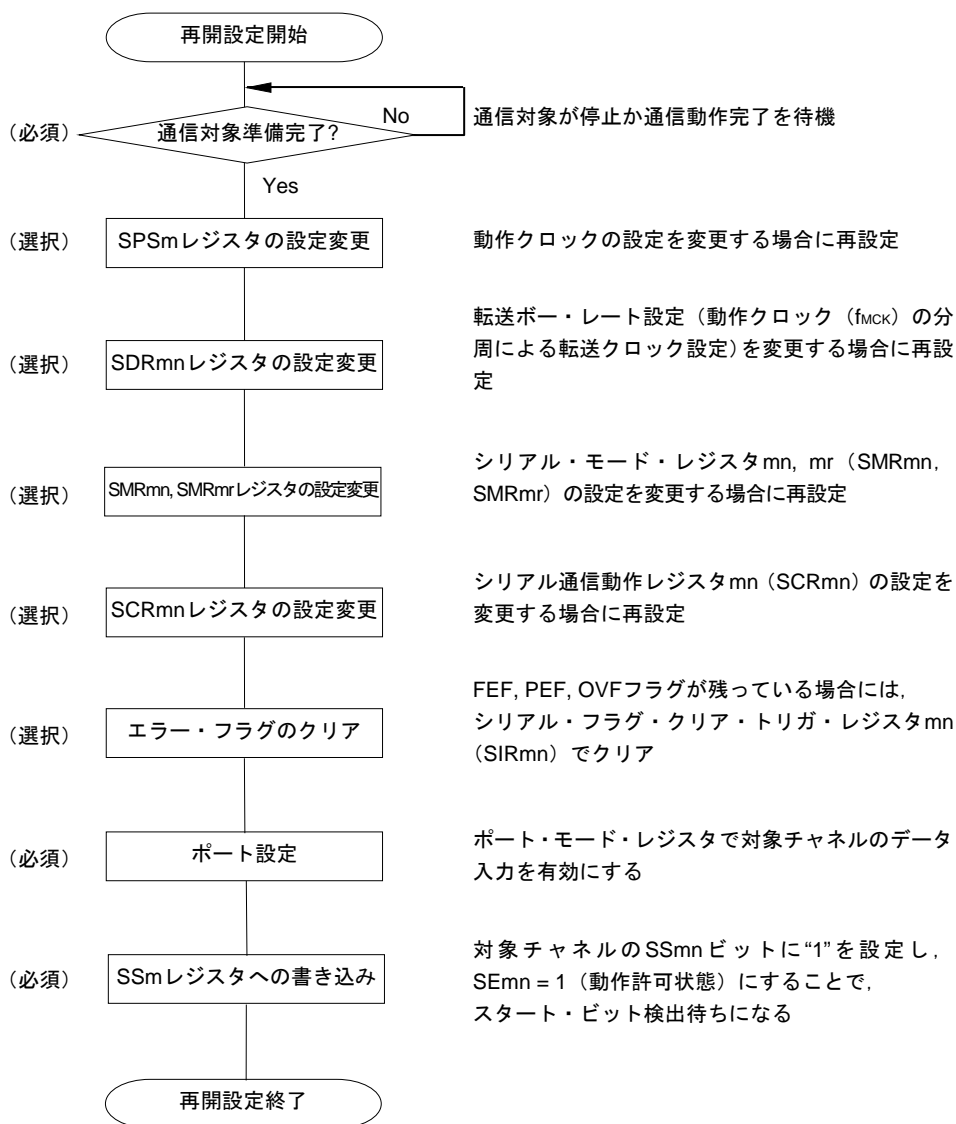 再開設定開始
（必須）
通信対象準備完了?
No
通信対象が停止か通信動作完了を待機
Yes
（選択）
SPSmレジスタの設定変更
動作クロックの設定を変更する場合に再設定
（選択）
SDRmnレジスタの設定変更
転送ボー・レート設定（動作クロック（fMCK）の分
周による転送クロック設定）を変更する場合に再設
定
（選択）
SMRmn, SMRmrレジスタの設定変更
シリアル・モード・レジスタmn, mr（SMRmn,
SMRmr）の設定を変更する場合に再設定
（選択）
SCRmnレジスタの設定変更
シリアル通信動作レジスタmn（SCRmn）の設定を
変更する場合に再設定
（選択）
エラー・フラグのクリア
FEF, PEF, OVFフラグが残っている場合には,
シリアル・フラグ・クリア・トリガ・レジスタmn
（SIRmn）でクリア
（必須）
ポート設定
ポート・モード・レジスタで対象チャネルのデータ
入力を有効にする
（必須）
SSmレジスタへの書き込み
対象チャネルのSSmnビットに“1”を設定し,
SEmn = 1（動作許可状態）にすることで,
スタート・ビット検出待ちになる
再開設定終了